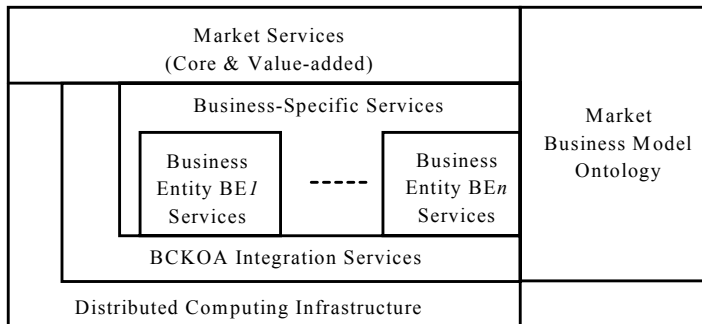 Market Services
(Core & Value-added)
Business-Specific Services
Market
Business Model
Ontology
Business
Entity BE1
Services
Business
Entity BEn
Services
BCKOA Integration Services
Distributed Computing Infrastructure